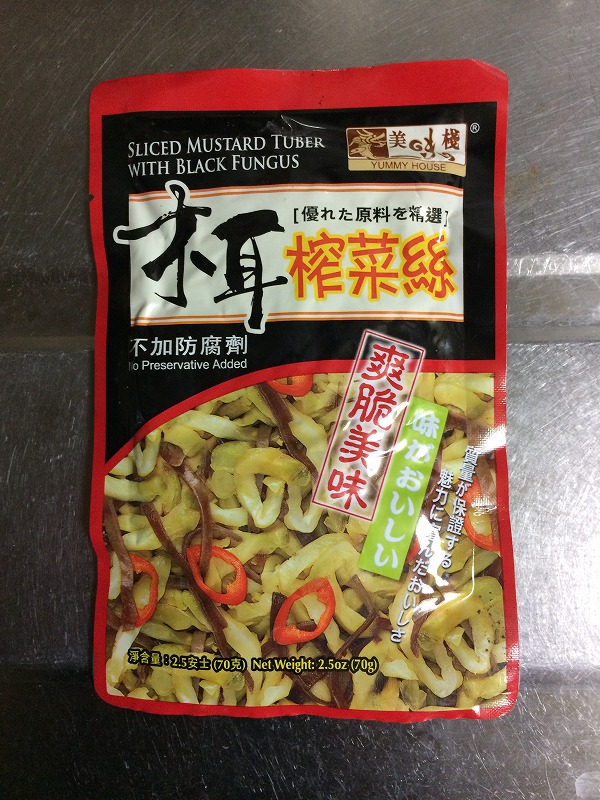 SLICED MUSTARD TUBER
WITH BLACK FUNGUS
美味棧
®
YUMMY HOUSE
[優れた原料を精選]
木耳
榨菜絲
不加防腐劑
No Preservative Added
爽脆美味
味がおいしい
質量が保證する
魅力に富んだおいしさ
淨含量：2.5安士 (70克) Net Weight: 2.5oz (70g)